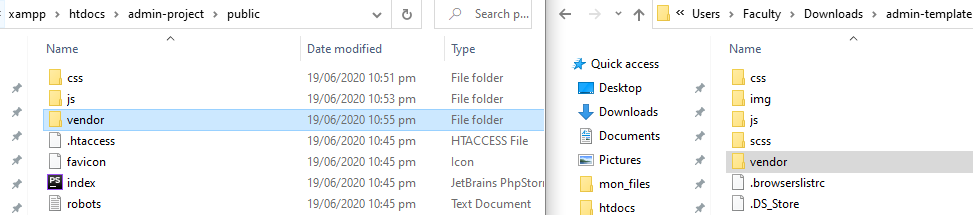 xampp > htdocs > admin-project > public
Search p...
Name Date modified Type
css 19/06/2020 10:51 pm File folder
js 19/06/2020 10:53 pm File folder
vendor 19/06/2020 10:55 pm File folder
.htaccess 19/06/2020 10:45 pm HTACCESS File
favicon 19/06/2020 10:45 pm Icon
PS index 19/06/2020 10:45 pm JetBrains PhpStor
robots 19/06/2020 10:45 pm Text Document
« Users > Faculty > Downloads > admin-template
Quick access
Desktop
Downloads
Documents
Pictures
mon_files
htdocs
Name
css
img
js
scss
vendor
.browserslistrc
.DS_Store